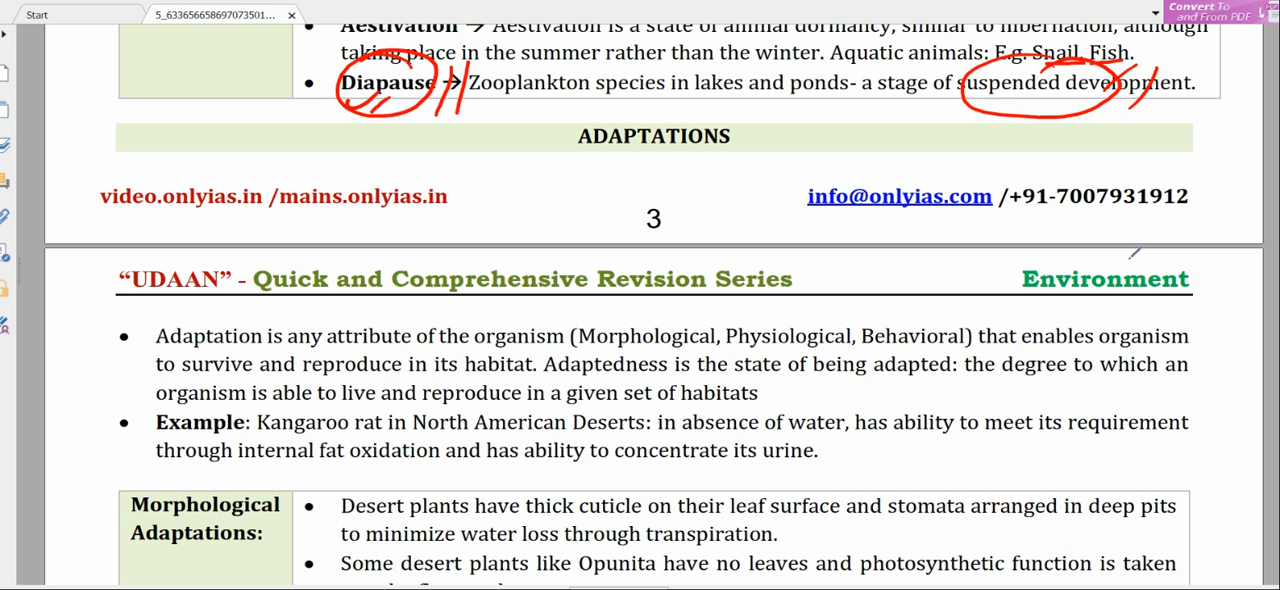 Start
5_633656658697073501...
Convert To
and From PDF
Aestivation → Aestivation is a state of animal dormancy, similar to hibernation, although
taking place in the summer rather than the winter. Aquatic animals: E.g. Snail, Fish.
• Diapause → Zooplankton species in lakes and ponds- a stage of suspended development.
ADAPTATIONS
video.onlyias.in /mains.onlyias.in info@onlyias.com /+91-7007931912
3
“UDAAN” - Quick and Comprehensive Revision Series Environment
• Adaptation is any attribute of the organism (Morphological, Physiological, Behavioral) that enables organism
to survive and reproduce in its habitat. Adaptedness is the state of being adapted: the degree to which an
organism is able to live and reproduce in a given set of habitats
• Example: Kangaroo rat in North American Deserts: in absence of water, has ability to meet its requirement
through internal fat oxidation and has ability to concentrate its urine.
Morphological
Adaptations:
• Desert plants have thick cuticle on their leaf surface and stomata arranged in deep pits
to minimize water loss through transpiration.
• Some desert plants like Opunita have no leaves and photosynthetic function is taken